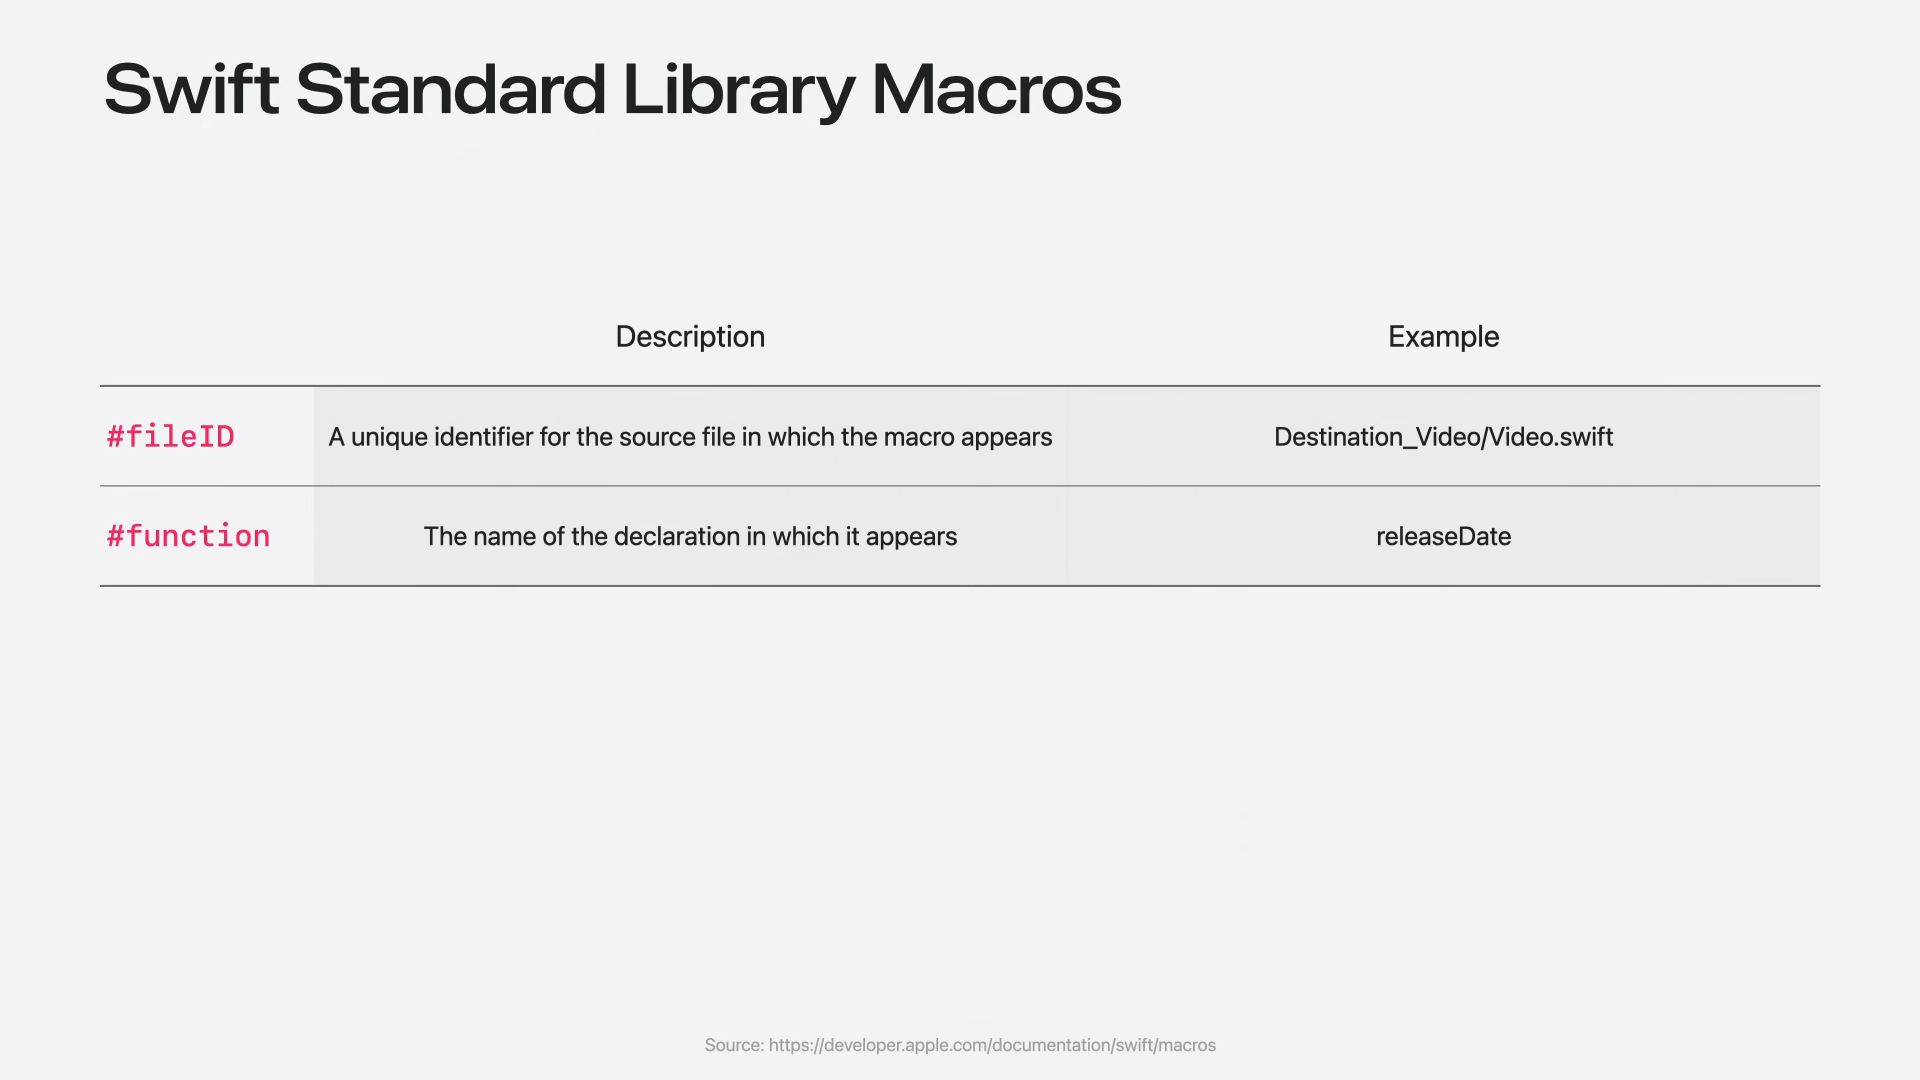 Swift Standard Library Macros
Description Example
#fileID A unique identifier for the source file in which the macro appears Destination_Video/Video.swift
#function The name of the declaration in which it appears releaseDate
Source: https://developer.apple.com/documentation/swift/macros